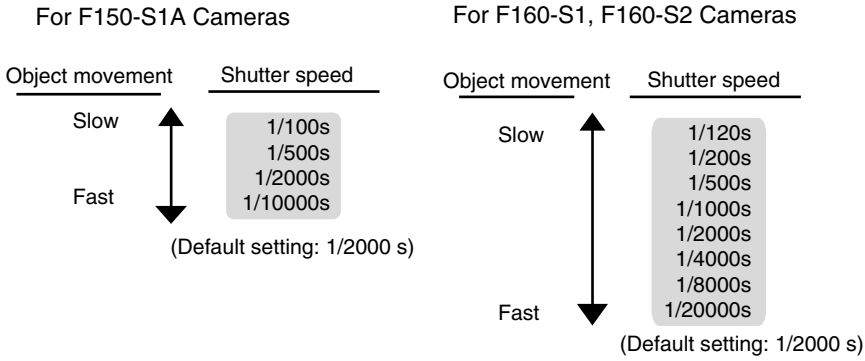 For F150-S1A Cameras
Object movement Shutter speed
Slow
Fast
1/100s
1/500s
1/2000s
1/10000s
(Default setting: 1/2000 s)
For F160-S1, F160-S2 Cameras
Object movement Shutter speed
Slow
Fast
1/120s
1/200s
1/500s
1/1000s
1/2000s
1/4000s
1/8000s
1/20000s
(Default setting: 1/2000 s)